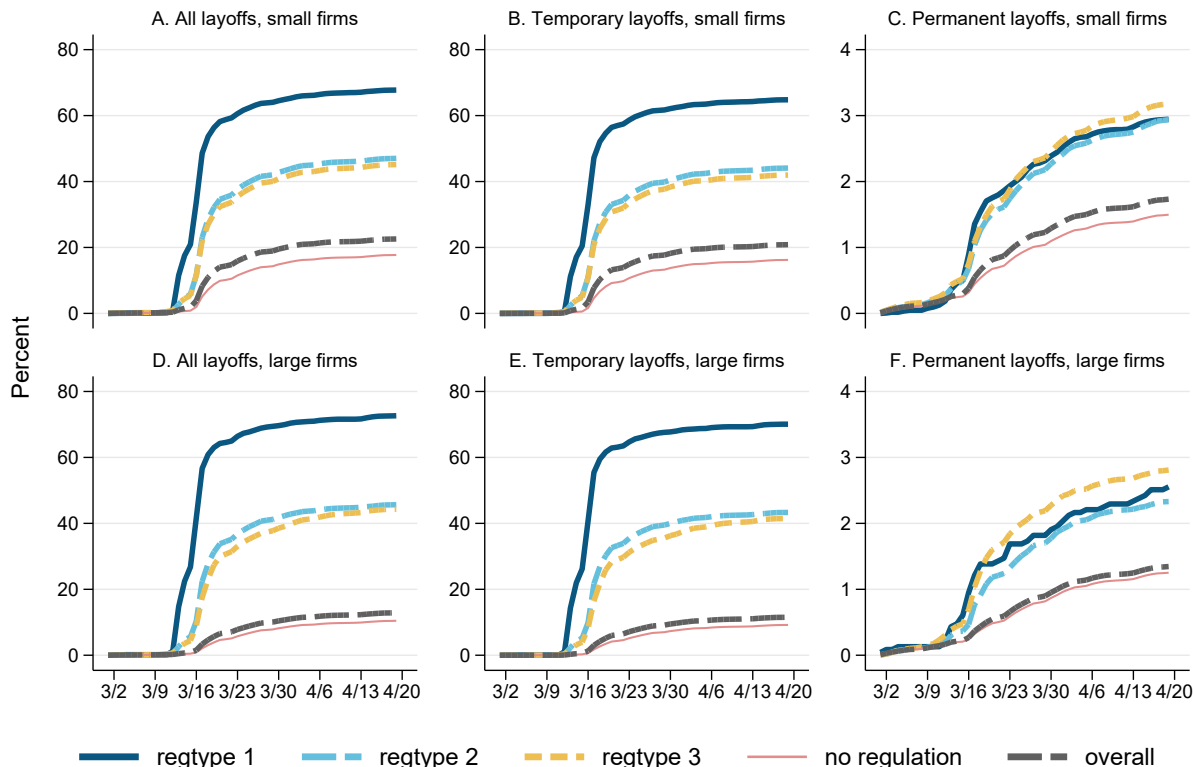 A. All layoffs, small firms
B. Temporary layoffs, small firms
C. Permanent layoffs, small firms
80
60
40
20
0
80
60
40
20
0
4
3
2
1
0
Percent
D. All layoffs, large firms
E. Temporary layoffs, large firms
F. Permanent layoffs, large firms
80
60
40
20
0
80
60
40
20
0
4
3
2
1
0
3/2 3/9 3/16 3/23 3/30 4/6 4/13 4/20
3/2 3/9 3/16 3/23 3/30 4/6 4/13 4/20
3/2 3/9 3/16 3/23 3/30 4/6 4/13 4/20
regtype 1 regtype 2 regtype 3 no regulation overall